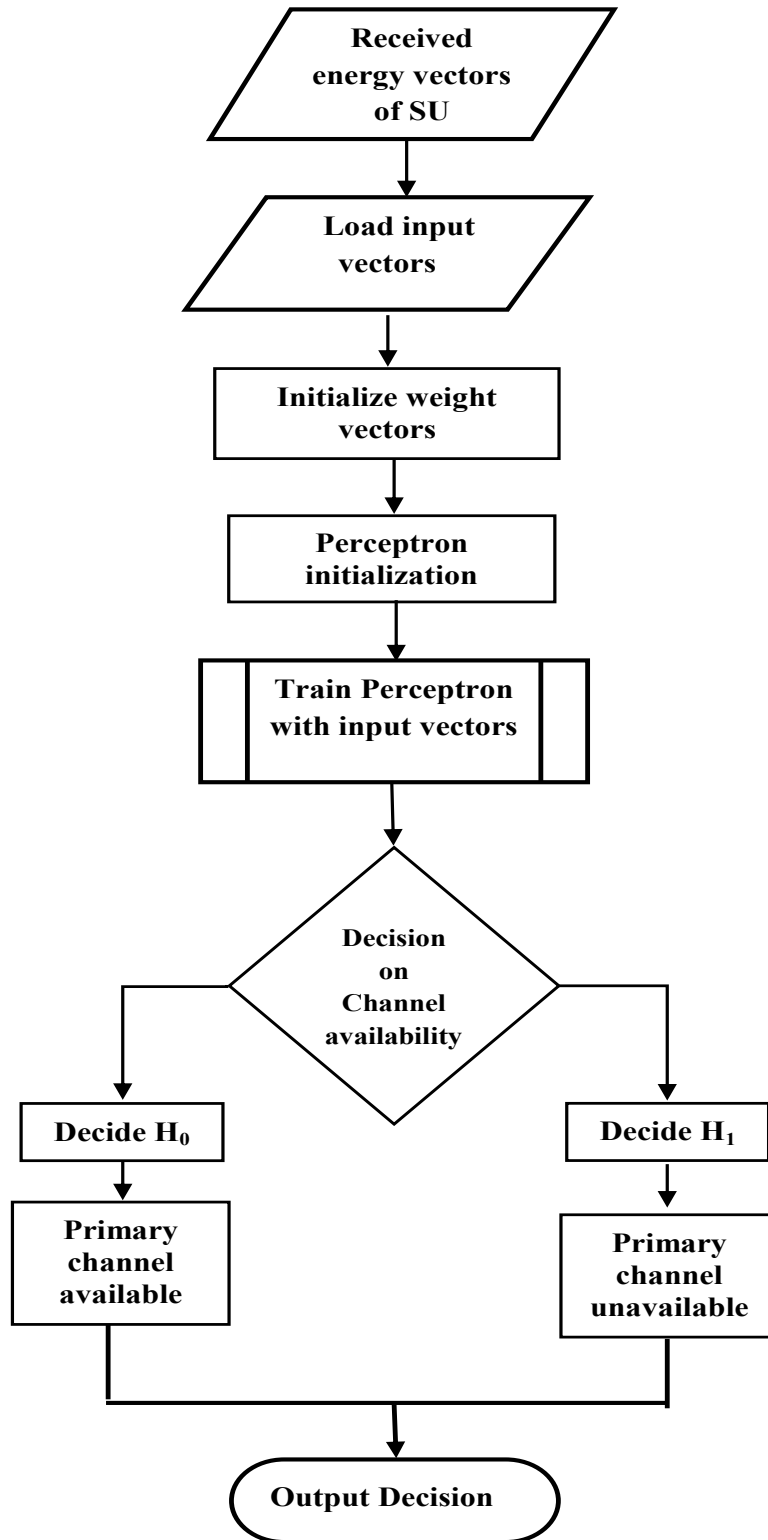 Received
energy vectors
of SU
Load input
vectors
Initialize weight
vectors
Perceptron
initialization
Train Perceptron
with input vectors
Decision
on
Channel
availability
Decide H₀
Decide H₁
Primary
channel
available
Primary
channel
unavailable
Output Decision